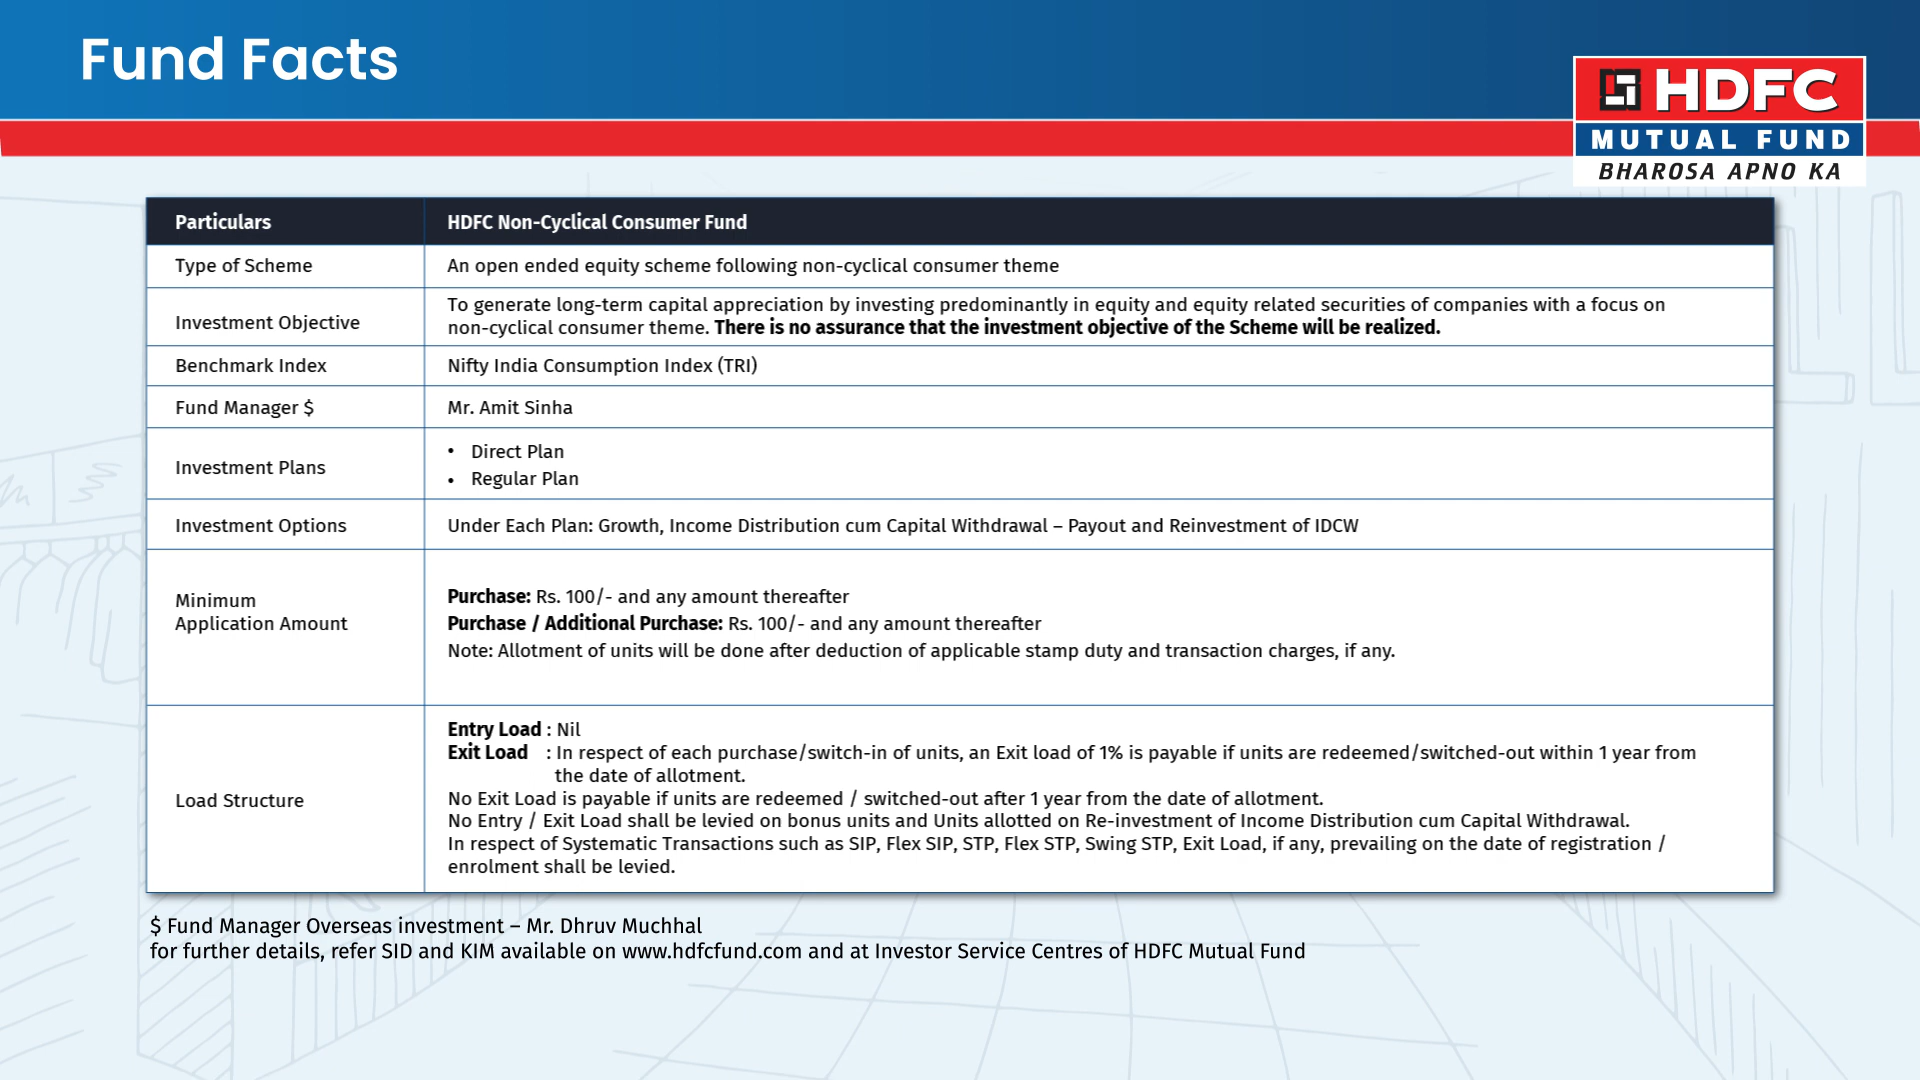 Fund Facts
HDFC
MUTUAL FUND
BHAROSA APNO KA
Particulars
HDFC Non-Cyclical Consumer Fund
Type of Scheme
An open ended equity scheme following non-cyclical consumer theme
Investment Objective
To generate long-term capital appreciation by investing predominantly in equity and equity related securities of companies with a focus on
non-cyclical consumer theme. There is no assurance that the investment objective of the Scheme will be realized.
Benchmark Index
Nifty India Consumption Index (TRI)
Fund Manager $
Mr. Amit Sinha
Investment Plans
• Direct Plan
• Regular Plan
Investment Options
Under Each Plan: Growth, Income Distribution cum Capital Withdrawal – Payout and Reinvestment of IDCW
Minimum
Application Amount
Purchase: Rs. 100/- and any amount thereafter
Purchase / Additional Purchase: Rs. 100/- and any amount thereafter
Note: Allotment of units will be done after deduction of applicable stamp duty and transaction charges, if any.
Load Structure
Entry Load : Nil
Exit Load : In respect of each purchase/switch-in of units, an Exit load of 1% is payable if units are redeemed/switched-out within 1 year from
the date of allotment.
No Exit Load is payable if units are redeemed / switched-out after 1 year from the date of allotment.
No Entry / Exit Load shall be levied on bonus units and Units allotted on Re-investment of Income Distribution cum Capital Withdrawal.
In respect of Systematic Transactions such as SIP, Flex SIP, STP, Flex STP, Swing STP, Exit Load, if any, prevailing on the date of registration /
enrolment shall be levied.
$ Fund Manager Overseas investment – Mr. Dhruv Muchhal
for further details, refer SID and KIM available on www.hdfcfund.com and at Investor Service Centres of HDFC Mutual Fund